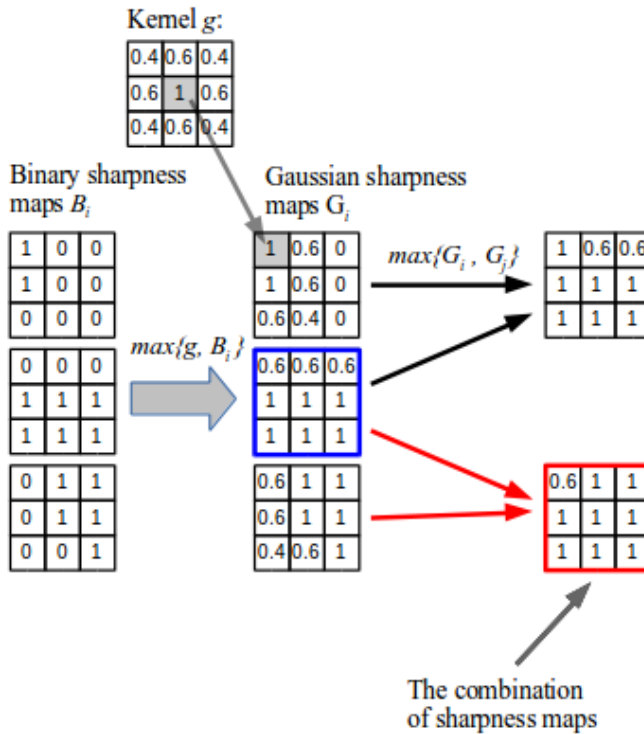 Kernel g:
0.4 0.6 0.4
0.6 1 0.6
0.4 0.6 0.4
Binary sharpness
maps Bi
1 0 0
1 0 0
0 0 0
0 0 0
1 1 1
1 1 1
0 1 1
0 1 1
0 0 1
max{g, Bi}
Gaussian sharpness
maps Gi
1 0.6 0
1 0.6 0
0.6 0.4 0
0.6 0.6 0.6
1 1 1
1 1 1
0.6 1 1
0.6 1 1
0.4 0.6 1
max{Gi , Gj}
1 0.6 0.6
1 1 1
1 1 1
0.6 1 1
1 1 1
1 1 1
The combination
of sharpness maps